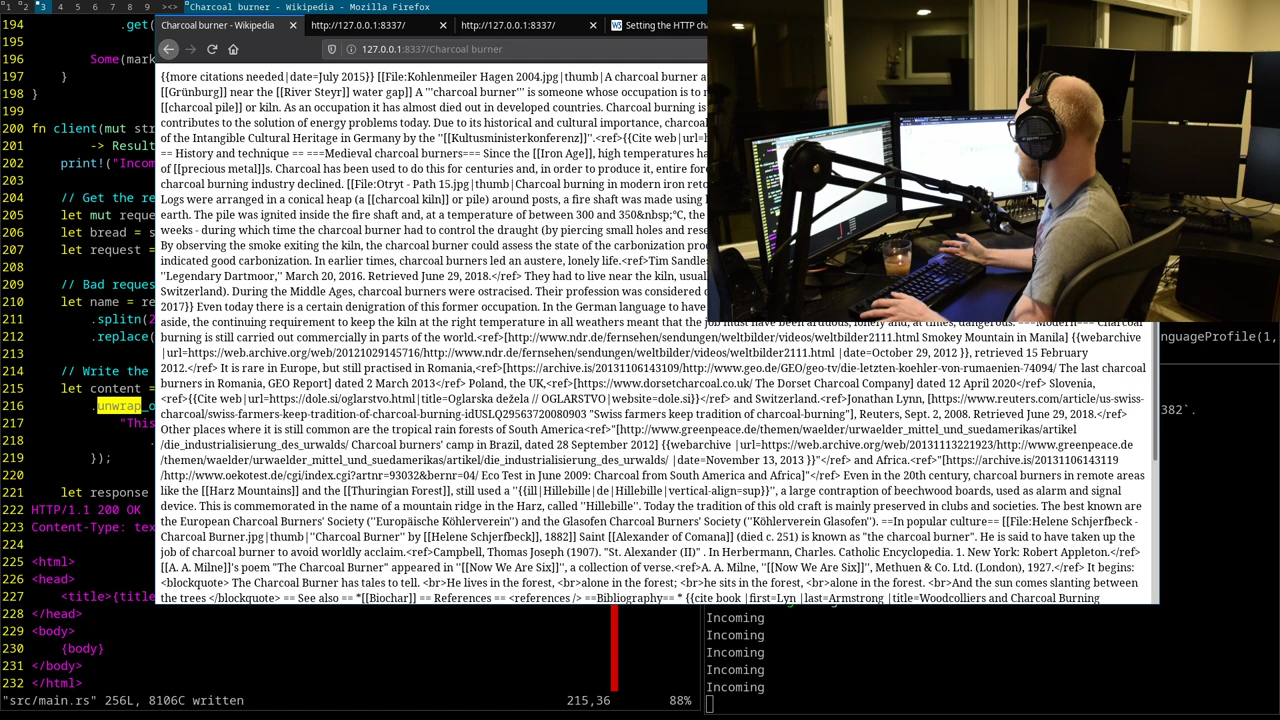 1 2 3 4 5 6 7 8 9 ><> Charcoal burner - Wikipedia - Mozilla Firefox
Charcoal burner - Wikipedia × http://127.0.0.1:8337/ × http://127.0.0.1:8337/ × Setting the HTTP cha
127.0.0.1:8337/Charcoal burner
194 .get(
195
196 Some(mark
197 }
198 }
199
200 fn client(mut str
201 -> Result
202 print!("Incom
203
204 // Get the re
205 let mut reque
206 let bread = s
207 let request =
208
209 // Bad reques
210 let name = re
211 .splitn(2
212 .replace(
213
214 // Write the
215 let content =
216 .unwrap_o
217 "This
218 .
219 });
220
221 let response
222 HTTP/1.1 200 OK
223 Content-Type: tex
224
225 <html>
226 <head>
227 <title>{title
228 </head>
229 <body>
230 {body}
231 </body>
232 </html>
"src/main.rs" 256L, 8106C written 215,36 88%
{{more citations needed|date=July 2015}} [[File:Kohlenmeiler Hagen 2004.jpg|thumb|A charcoal burner a
[[Grünburg]] near the [[River Steyr]] water gap]] A '''charcoal burner''' is someone whose occupation is to m
[[charcoal pile]] or kiln. As an occupation it has almost died out in developed countries. Charcoal burning is
contributes to the solution of energy problems today. Due to its historical and cultural importance, charcoal
of the Intangible Cultural Heritage in Germany by the ''[[Kultusministerkonferenz]]''.<ref>{{Cite web|url=h
== History and technique == ===Medieval charcoal burners=== Since the [[Iron Age]], high temperatures ha
of [[precious metal]]s. Charcoal has been used to do this for centuries and, in order to produce it, entire fore
charcoal burning industry declined. [[File:Otryt - Path 15.jpg|thumb|Charcoal burning in modern iron reto
Logs were arranged in a conical heap (a [[charcoal kiln]] or pile) around posts, a fire shaft was made using b
earth. The pile was ignited inside the fire shaft and, at a temperature of between 300 and 350&nbsp;°C, the
weeks - during which time the charcoal burner had to control the draught (by piercing small holes and rese
By observing the smoke exiting the kiln, the charcoal burner could assess the state of the carbonization proc
indicated good carbonization. In earlier times, charcoal burners led an austere, lonely life.<ref>Tim Sandles
''Legendary Dartmoor,'' March 20, 2016. Retrieved June 29, 2018.</ref> They had to live near the kiln, usual
Switzerland). During the Middle Ages, charcoal burners were ostracised. Their profession was considered d
2017}} Even today there is a certain denigration of this former occupation. In the German language to have
aside, the continuing requirement to keep the kiln at the right temperature in all weathers meant that the job must have been arduous, lonely and, at times, dangerous. ===Modern=== Charcoal
burning is still carried out commercially in parts of the world.<ref>[http://www.ndr.de/fernsehen/sendungen/weltbilder/videos/weltbilder2111.html Smokey Mountain in Manila] {{webarchive
|url=https://web.archive.org/web/20121029145716/http://www.ndr.de/fernsehen/sendungen/weltbilder/videos/weltbilder2111.html |date=October 29, 2012 }}, retrieved 15 February
2012.</ref> It is rare in Europe, but still practised in Romania,<ref>[https://archive.is/20131106143109/http://www.geo.de/GEO/geo-tv/die-letzten-koehler-von-rumaenien-74094/ The last charcoal
burners in Romania, GEO Report] dated 2 March 2013</ref> Poland, the UK,<ref>[https://www.dorsetcharcoal.co.uk/ The Dorset Charcoal Company] dated 12 April 2020</ref> Slovenia,
<ref>{{Cite web|url=https://dole.si/oglarstvo.html|title=Oglarska dežela // OGLARSTVO|website=dole.si}}</ref> and Switzerland.<ref>Jonathan Lynn, [https://www.reuters.com/article/us-swiss-
charcoal/swiss-farmers-keep-tradition-of-charcoal-burning-idUSLQ29563720080903 "Swiss farmers keep tradition of charcoal-burning"], Reuters, Sept. 2, 2008. Retrieved June 29, 2018.</ref>
Other places where it is still common are the tropical rain forests of South America<ref>"[http://www.greenpeace.de/themen/waelder/urwaelder_mittel_und_suedamerikas/artikel
/die_industrialisierung_des_urwalds/ Charcoal burners' camp in Brazil, dated 28 September 2012] {{webarchive |url=https://web.archive.org/web/20131113221923/http://www.greenpeace.de
/themen/waelder/urwaelder_mittel_und_suedamerikas/artikel/die_industrialisierung_des_urwalds/ |date=November 13, 2013 }}"</ref> and Africa.<ref>"[https://archive.is/20131106143119
/http://www.oekotest.de/cgi/index.cgi?artnr=93032&bernr=04/ Eco Test in June 2009: Charcoal from South America and Africa]"</ref> Even in the 20th century, charcoal burners in remote areas
like the [[Harz Mountains]] and the [[Thuringian Forest]], still used a ''{{ill|Hillebille|de|Hillebille|vertical-align=sup}}'', a large contraption of beechwood boards, used as alarm and signal
device. This is commemorated in the name of a mountain ridge in the Harz, called ''Hillebille''. Today the tradition of this old craft is mainly preserved in clubs and societies. The best known are
the European Charcoal Burners' Society (''Europäische Köhlerverein'') and the Glasofen Charcoal Burners' Society (''Köhlerverein Glasofen''). ==In popular culture== [[File:Helene Schjerfbeck -
Charcoal Burner.jpg|thumb|''Charcoal Burner'' by [[Helene Schjerfbeck]], 1882]] Saint [[Alexander of Comana]] (died c. 251) is known as "the charcoal burner". He is said to have taken up the
job of charcoal burner to avoid worldly acclaim.<ref>Campbell, Thomas Joseph (1907). "St. Alexander (II)" . In Herbermann, Charles. Catholic Encyclopedia. 1. New York: Robert Appleton.</ref>
[[A. A. Milne]]'s poem "The Charcoal Burner" appeared in ''[[Now We Are Six]]'', a collection of verse.<ref>A. A. Milne, ''[[Now We Are Six]]'', Methuen & Co. Ltd. (London), 1927.</ref> It begins:
<blockquote> The Charcoal Burner has tales to tell. <br>He lives in the forest, <br>alone in the forest; <br>he sits in the forest, <br>alone in the forest. <br>And the sun comes slanting between
the trees </blockquote> == See also == *[[Biochar]] == References == <references /> ==Bibliography== * {{cite book |first=Lyn |last=Armstrong |title=Woodcolliers and Charcoal Burning
nguageProfile(1,
382`.
Incoming
Incoming
Incoming
Incoming
Incoming